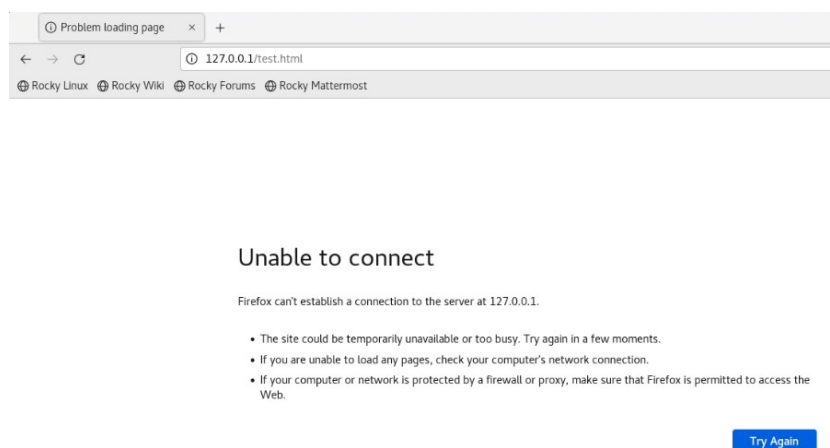 Problem loading page
127.0.0.1/test.html
Rocky Linux Rocky Wiki Rocky Forums Rocky Mattermost
Unable to connect
Firefox can't establish a connection to the server at 127.0.0.1.
• The site could be temporarily unavailable or too busy. Try again in a few moments.
• If you are unable to load any pages, check your computer's network connection.
• If your computer or network is protected by a firewall or proxy, make sure that Firefox is permitted to access the
Web.
Try Again